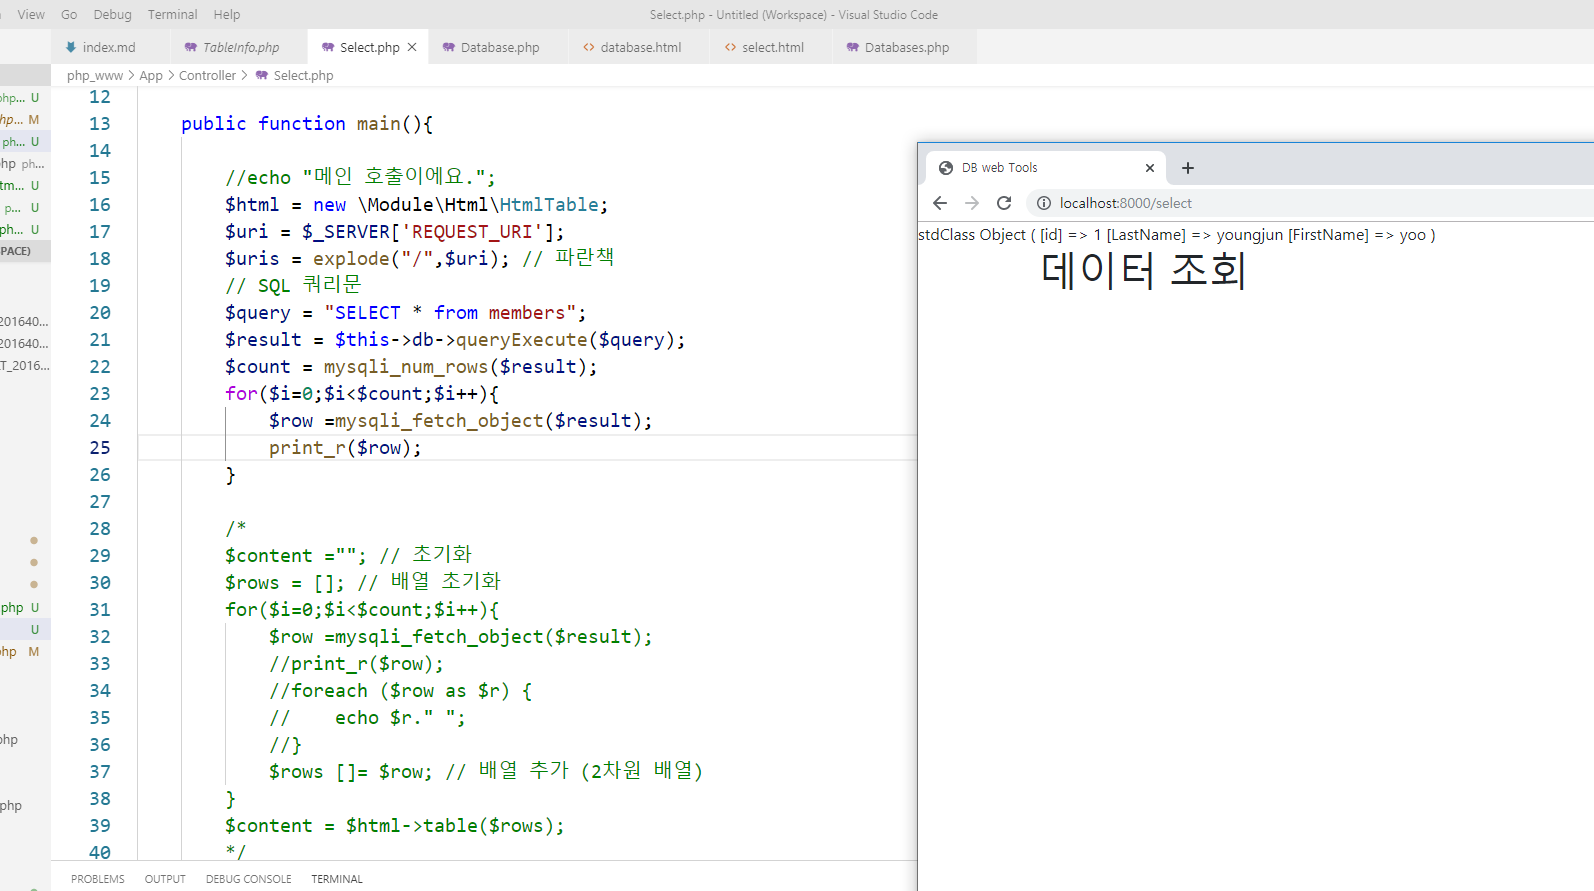 View Go Debug Terminal Help
Select.php - Untitled (Workspace) - Visual Studio Code
index.md TableInfo.php Select.php Database.php database.html select.html Databases.php
php_www > App > Controller > Select.php
php... U
hp... M
ph... U
hp ph...
tm... U
p... U
ph... U
PACE)
201640...
201640...
T_2016...
php U
U
hp M
php
php
12
13 public function main(){
14
15 //echo "메인 호출이에요.";
16 $html = new \Module\Html\HtmlTable;
17 $uri = $_SERVER['REQUEST_URI'];
18 $uris = explode("/",$uri); // 파란책
19 // SQL 쿼리문
20 $query = "SELECT * from members";
21 $result = $this->db->queryExecute($query);
22 $count = mysqli_num_rows($result);
23 for($i=0;$i<$count;$i++){
24 $row =mysqli_fetch_object($result);
25 print_r($row);
26 }
27
28 /*
29 $content =""; // 초기화
30 $rows = []; // 배열 초기화
31 for($i=0;$i<$count;$i++){
32 $row =mysqli_fetch_object($result);
33 //print_r($row);
34 //foreach ($row as $r) {
35 // echo $r." ";
36 //}
37 $rows []= $row; // 배열 추가 (2차원 배열)
38 }
39 $content = $html->table($rows);
40 */
PROBLEMS OUTPUT DEBUG CONSOLE TERMINAL
DB web Tools
localhost:8000/select
stdClass Object ( [id] => 1 [LastName] => youngjun [FirstName] => yoo )
데이터 조회